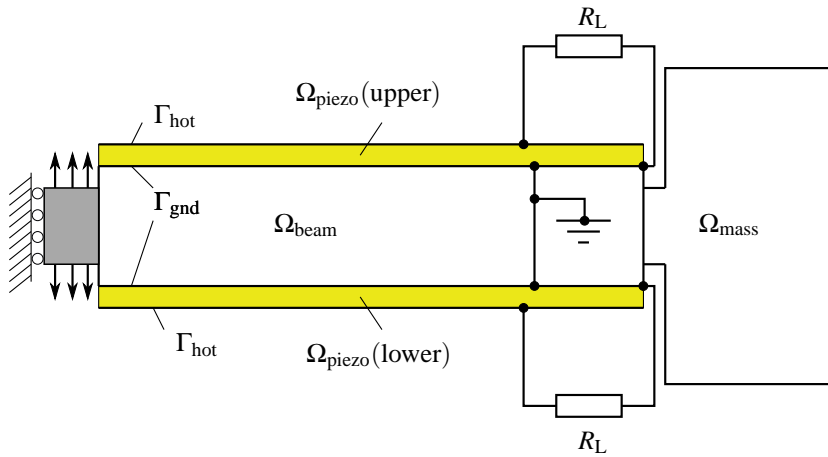 R_L
Ω_piezo(upper)
Γ_hot
Γ_gnd
Ω_beam
Ω_mass
Γ_hot
Ω_piezo(lower)
R_L